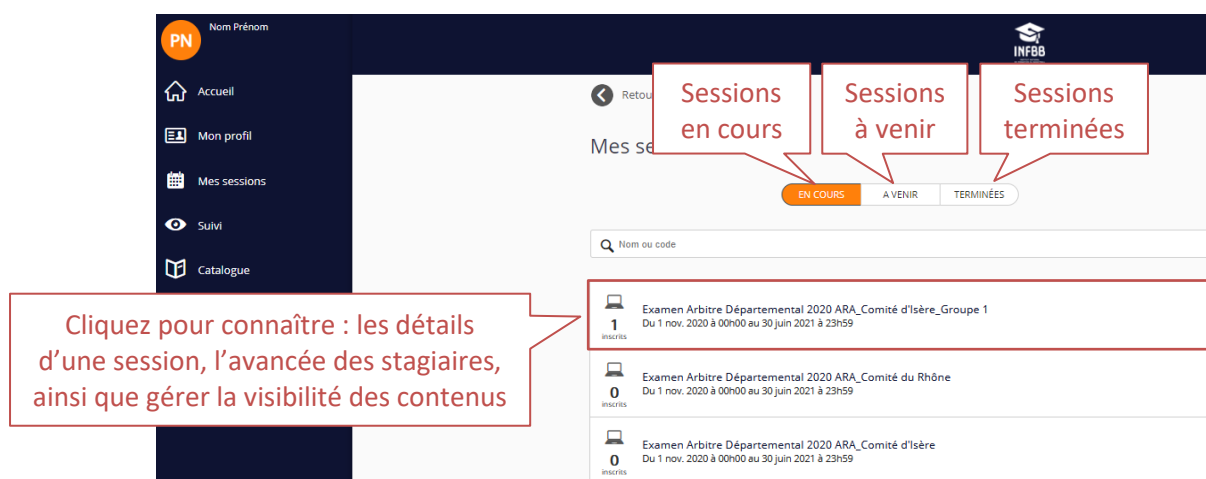 PN
Nom Prénom
INFBB
Accueil
Mon profil
Mes sessions
Suivi
Catalogue
Retou
Mes se
Sessions
en cours
Sessions
à venir
Sessions
terminées
EN COURS
A VENIR
TERMINÉES
Nom ou code
Cliquez pour connaître : les détails
d’une session, l’avancée des stagiaires,
ainsi que gérer la visibilité des contenus
1
inscrits
Examen Arbitre Départemental 2020 ARA_Comité d'Isère_Groupe 1
Du 1 nov. 2020 à 00h00 au 30 juin 2021 à 23h59
0
inscrits
Examen Arbitre Départemental 2020 ARA_Comité du Rhône
Du 1 nov. 2020 à 00h00 au 30 juin 2021 à 23h59
0
inscrits
Examen Arbitre Départemental 2020 ARA_Comité d'Isère
Du 1 nov. 2020 à 00h00 au 30 juin 2021 à 23h59